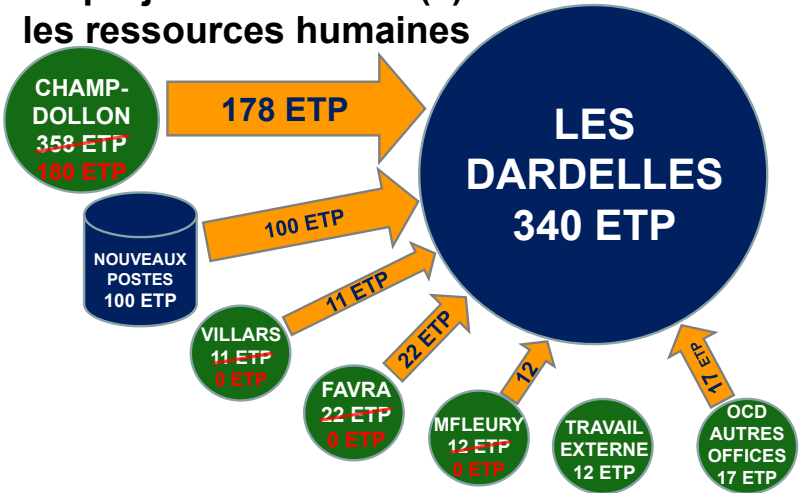 les ressources humaines
CHAMP-
DOLLON
358 ETP
180 ETP
178 ETP
LES
DARDELLES
340 ETP
NOUVEAUX
POSTES
100 ETP
100 ETP
VILLARS
11 ETP
0 ETP
11 ETP
FAVRA
22 ETP
0 ETP
22 ETP
MFLEURY
12 ETP
0 ETP
12
TRAVAIL
EXTERNE
12 ETP
OCD
AUTRES
OFFICES
17 ETP
17 ETP